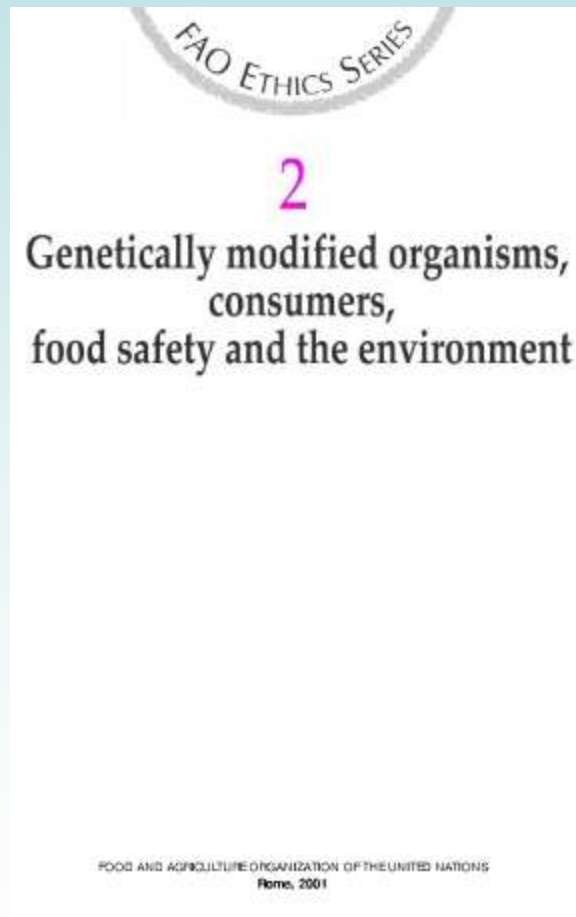 FAO ETHICS SERIES
2
Genetically modified organisms,
consumers,
food safety and the environment
FOOD AND AGRICULTURE ORGANIZATION OF THE UNITED NATIONS
Rome, 2001